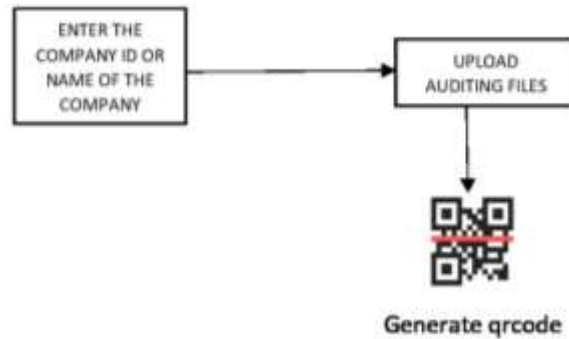 ENTER THE
COMPANY ID OR
NAME OF THE
COMPANY
UPLOAD
AUDITING FILES
Generate qrcode